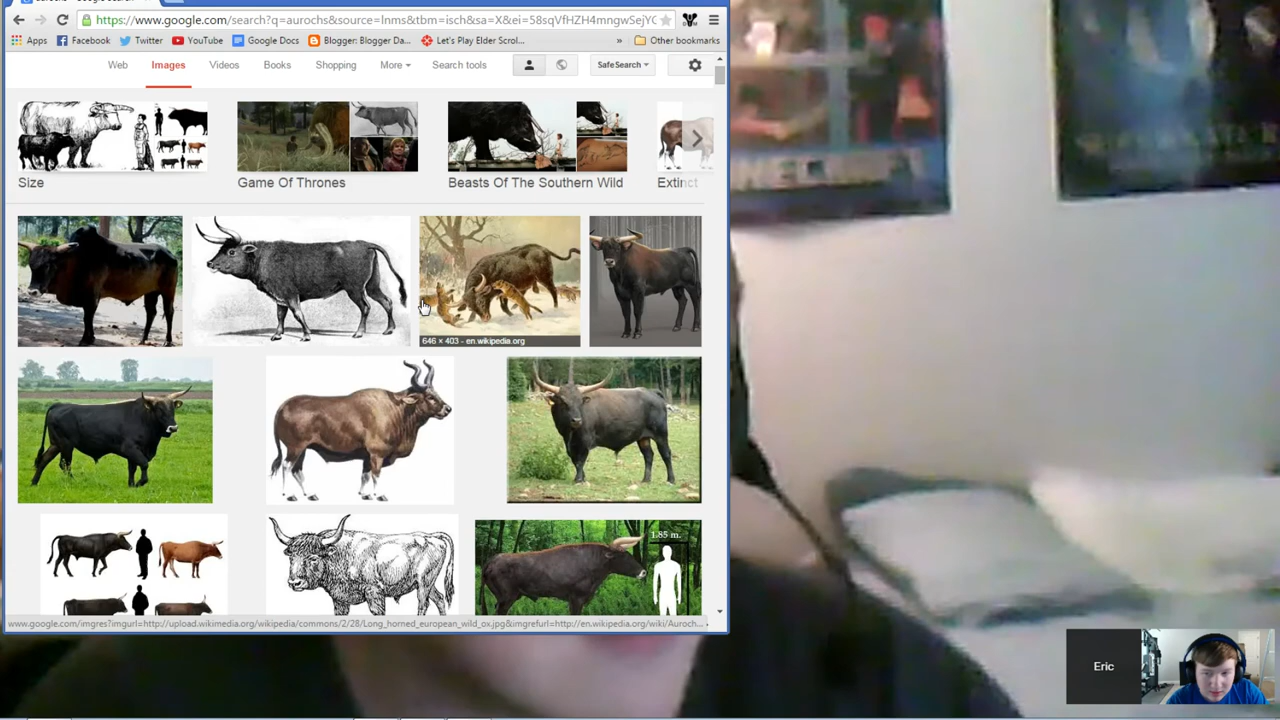 aurochs - Google Search
https://www.google.com/search?q=aurochs&source=lnms&tbm=isch&sa=X&ei=58sqVfHZH4mngwSejYC
Apps Facebook Twitter YouTube Google Docs Blogger: Blogger Da... Let's Play Elder Scrol... » Other bookmarks
Web Images Videos Books Shopping More Search tools SafeSearch
Size Game Of Thrones Beasts Of The Southern Wild Extinct
646 × 403 - en.wikipedia.org
1.85 m.
www.google.com/imgres?imgurl=http://upload.wikimedia.org/wikipedia/commons/2/28/Long_horned_european_wild_ox.jpg&imgrefurl=http://en.wikipedia.org/wiki/Auroch...
Eric